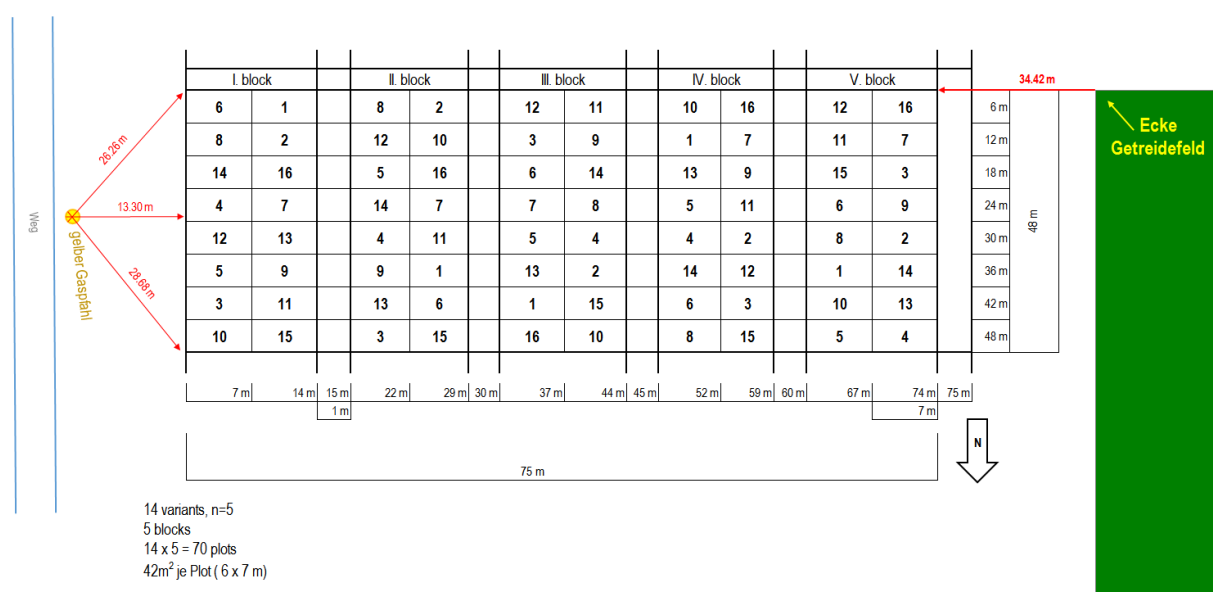 I. block II. block III. block IV. block V. block 34.42 m
6 1 8 2 12 11 10 16 12 16 6 m
8 2 12 10 3 9 1 7 11 7 12 m
14 16 5 16 6 14 13 9 15 3 18 m
4 7 14 7 7 8 5 11 6 9 24 m
12 13 4 11 5 4 4 2 8 2 30 m
5 9 9 1 13 2 14 12 1 14 36 m
3 11 13 6 1 15 6 3 10 13 42 m
10 15 3 15 16 10 8 15 5 4 48 m
48 m
Ecke
Getreidefeld
Weg
gelber Gaspfahl
26.26 m
13.30 m
28.68 m
7 m 14 m 15 m 22 m 29 m 30 m 37 m 44 m 45 m 52 m 59 m 60 m 67 m 74 m 75 m
1 m 7 m
N
75 m
14 variants, n=5
5 blocks
14 x 5 = 70 plots
42m² je Plot ( 6 x 7 m)